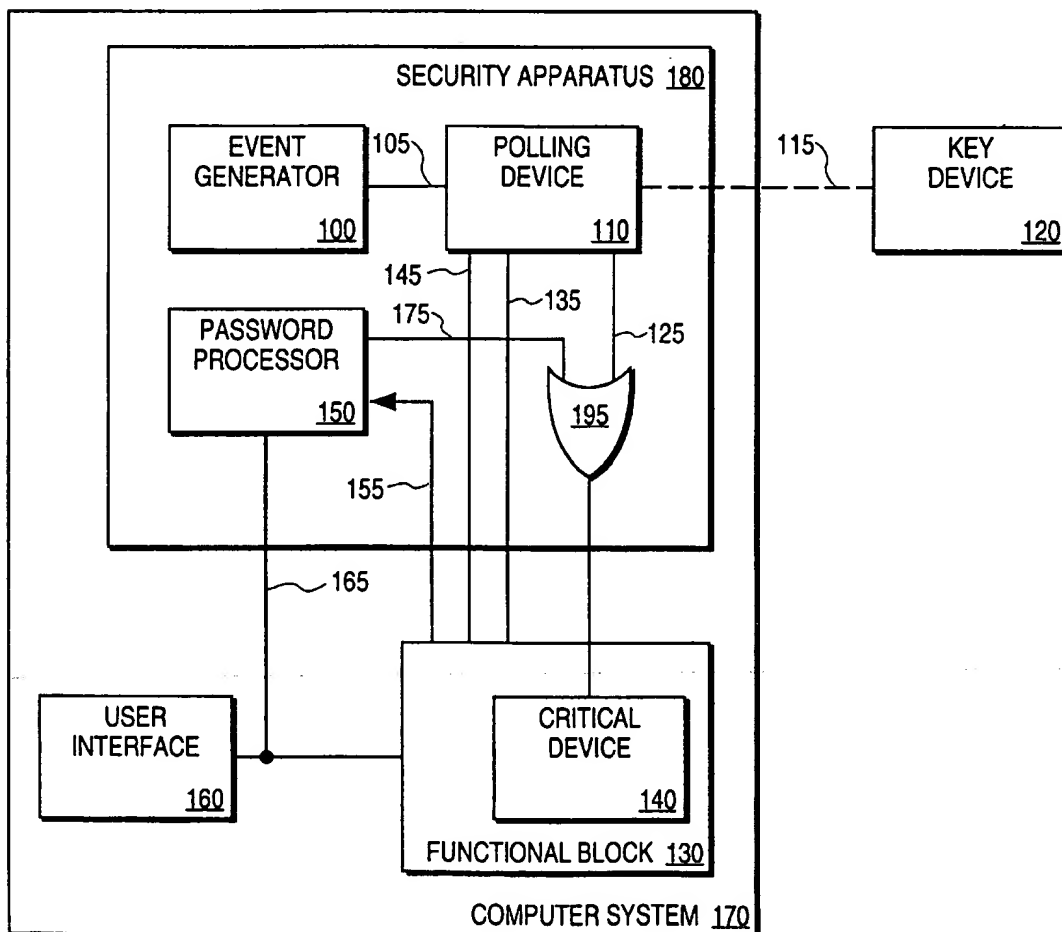 SECURITY APPARATUS 180
EVENT
GENERATOR
100
105
POLLING
DEVICE
110
115
KEY
DEVICE
120
145
135
125
175
PASSWORD
PROCESSOR
150
195
155
165
USER
INTERFACE
160
CRITICAL
DEVICE
140
FUNCTIONAL BLOCK 130
COMPUTER SYSTEM 170